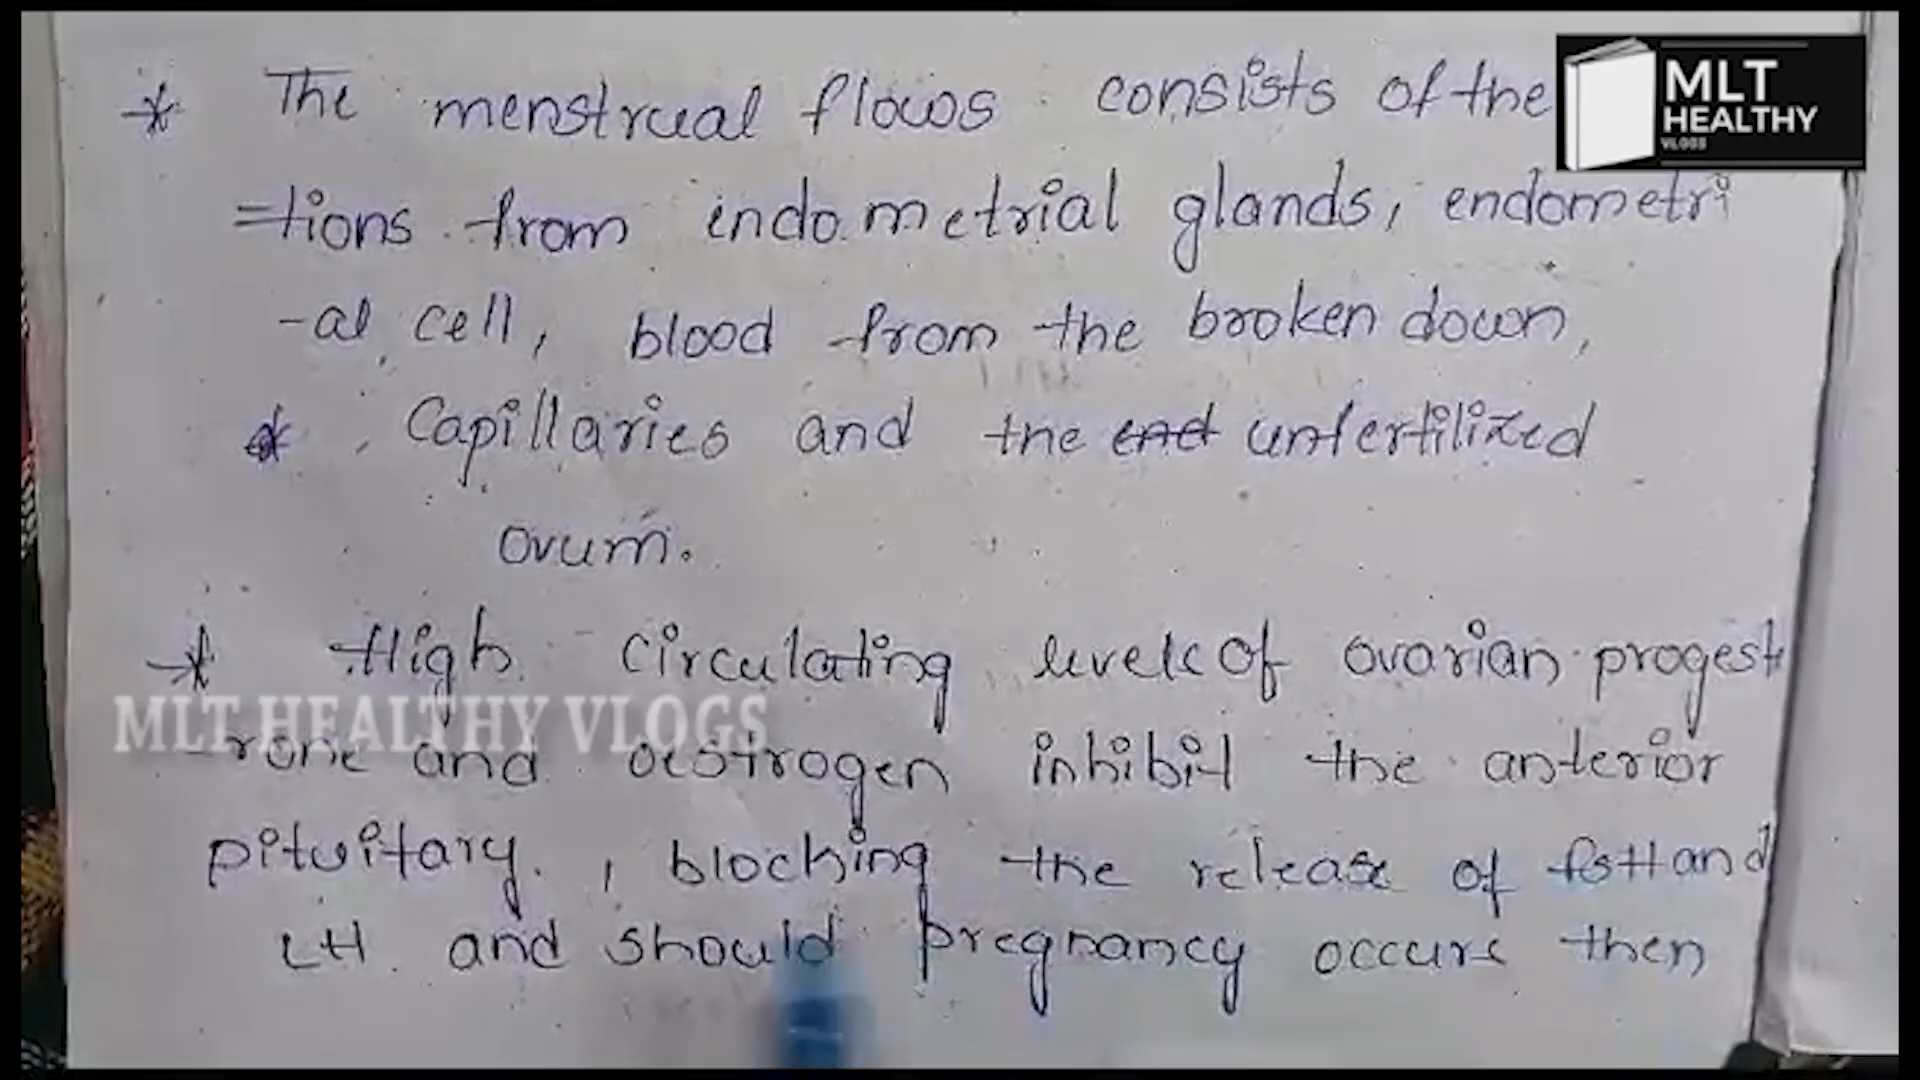 * The menstrual flows consists of the
MLT
HEALTHY
VLOGS
=tions from indometrial glands, endometri
-al cell, blood from the broken down,
* Capillaries and the end unfertilized
ovum.
* High circulating levels of ovarian progest
MLT HEALTHY VLOGS
-rone and oestrogen inhibit the anterior
pituitary, blocking the release of FSH and
LH and should pregnancy occurs then